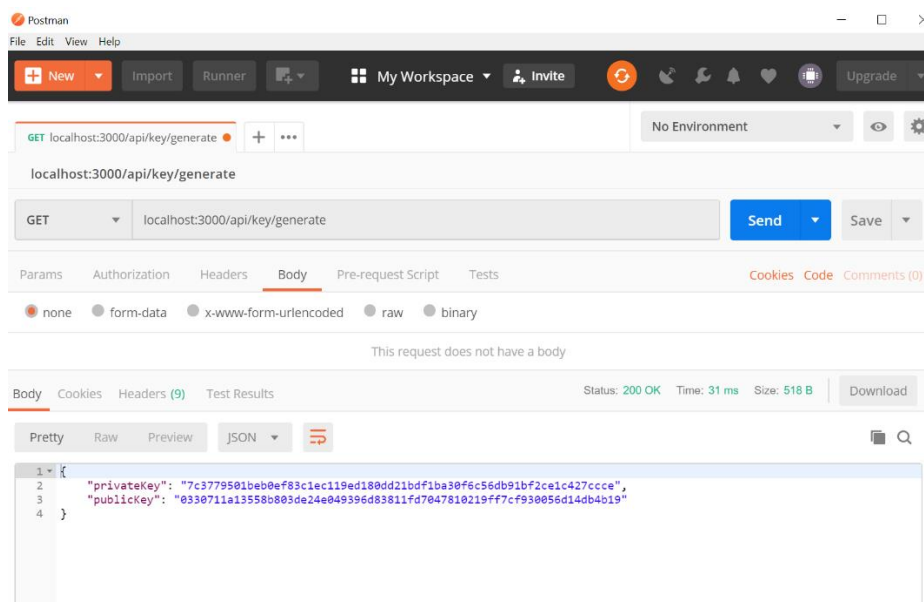 Postman
File Edit View Help
New Import Runner My Workspace Invite Upgrade
GET localhost:3000/api/key/generate No Environment
localhost:3000/api/key/generate
GET localhost:3000/api/key/generate Send Save
Params Authorization Headers Body Pre-request Script Tests Cookies Code Comments (0)
none form-data x-www-form-urlencoded raw binary
This request does not have a body
Body Cookies Headers (9) Test Results Status: 200 OK Time: 31 ms Size: 518 B Download
Pretty Raw Preview JSON
1 {
2 "privateKey": "7c3779501beb0ef83c1ec119ed180dd21bdf1ba30f6c56db91bf2ce1c427ccce",
3 "publicKey": "0330711a13558b803de24e049396d83811fd7047810219ff7cf930056d14db4b19"
4 }